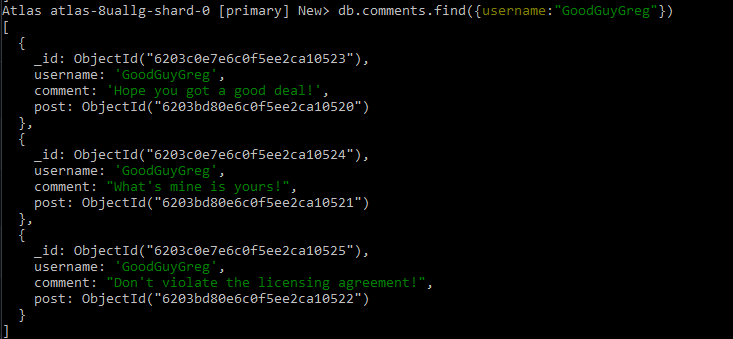 Atlas atlas-8uallg-shard-0 [primary] New> db.comments.find({username:"GoodGuyGreg"})
[
  {
    _id: ObjectId("6203c0e7e6c0f5ee2ca10523"),
    username: 'GoodGuyGreg',
    comment: 'Hope you got a good deal!',
    post: ObjectId("6203bd80e6c0f5ee2ca10520")
  },
  {
    _id: ObjectId("6203c0e7e6c0f5ee2ca10524"),
    username: 'GoodGuyGreg',
    comment: "What's mine is yours!",
    post: ObjectId("6203bd80e6c0f5ee2ca10521")
  },
  {
    _id: ObjectId("6203c0e7e6c0f5ee2ca10525"),
    username: 'GoodGuyGreg',
    comment: "Don't violate the licensing agreement!",
    post: ObjectId("6203bd80e6c0f5ee2ca10522")
  }
]